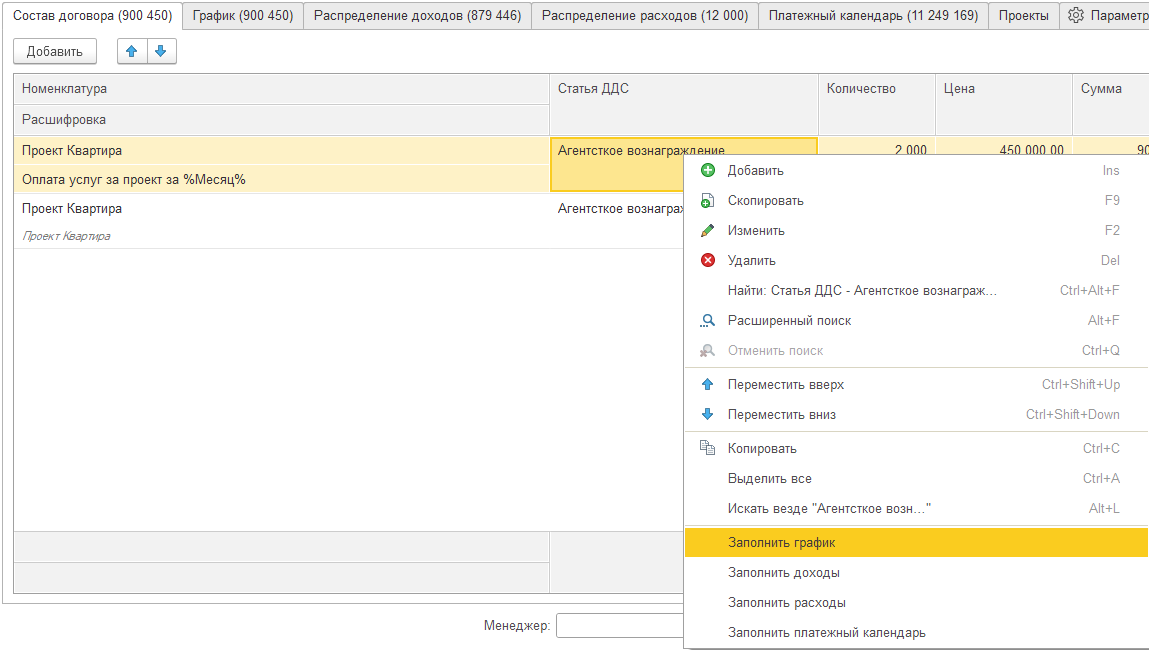 Состав договора (900 450) График (900 450) Распределение доходов (879 446) Распределение расходов (12 000) Платежный календарь (11 249 169) Проекты Параметр
Добавить
Номенклатура Статья ДДС Количество Цена Сумма
Расшифровка
Проект Квартира Агентсткое вознаграждение 2,000 450 000,00 90
Оплата услуг за проект за %Месяц%
Проект Квартира Агентсткое вознаграж
Проект Квартира
Добавить Ins
Скопировать F9
Изменить F2
Удалить Del
Найти: Статья ДДС - Агентсткое вознаграж... Ctrl+Alt+F
Расширенный поиск Alt+F
Отменить поиск Ctrl+Q
Переместить вверх Ctrl+Shift+Up
Переместить вниз Ctrl+Shift+Down
Копировать Ctrl+C
Выделить все Ctrl+A
Искать везде "Агентсткое возн..." Alt+L
Заполнить график
Заполнить доходы
Заполнить расходы
Заполнить платежный календарь
Менеджер: